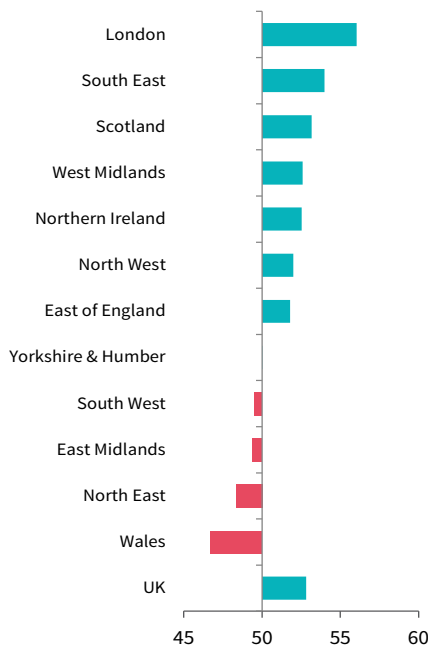 London
South East
Scotland
West Midlands
Northern Ireland
North West
East of England
Yorkshire & Humber
South West
East Midlands
North East
Wales
UK
45 50 55 60